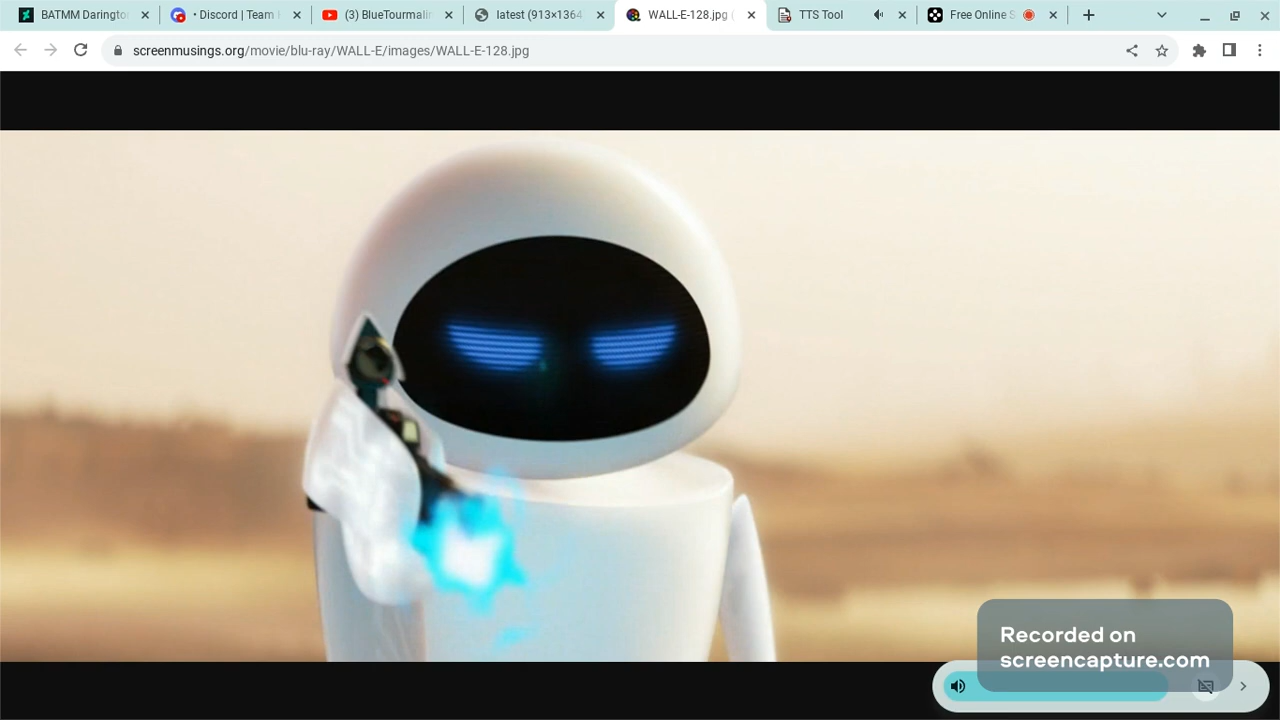 BATMM Daringto
• Discord | Team
(3) BlueTourmalin
latest (913×1364
WALL-E-128.jpg (
TTS Tool
Free Online S
screenmusings.org/movie/blu-ray/WALL-E/images/WALL-E-128.jpg
Recorded on
screencapture.com